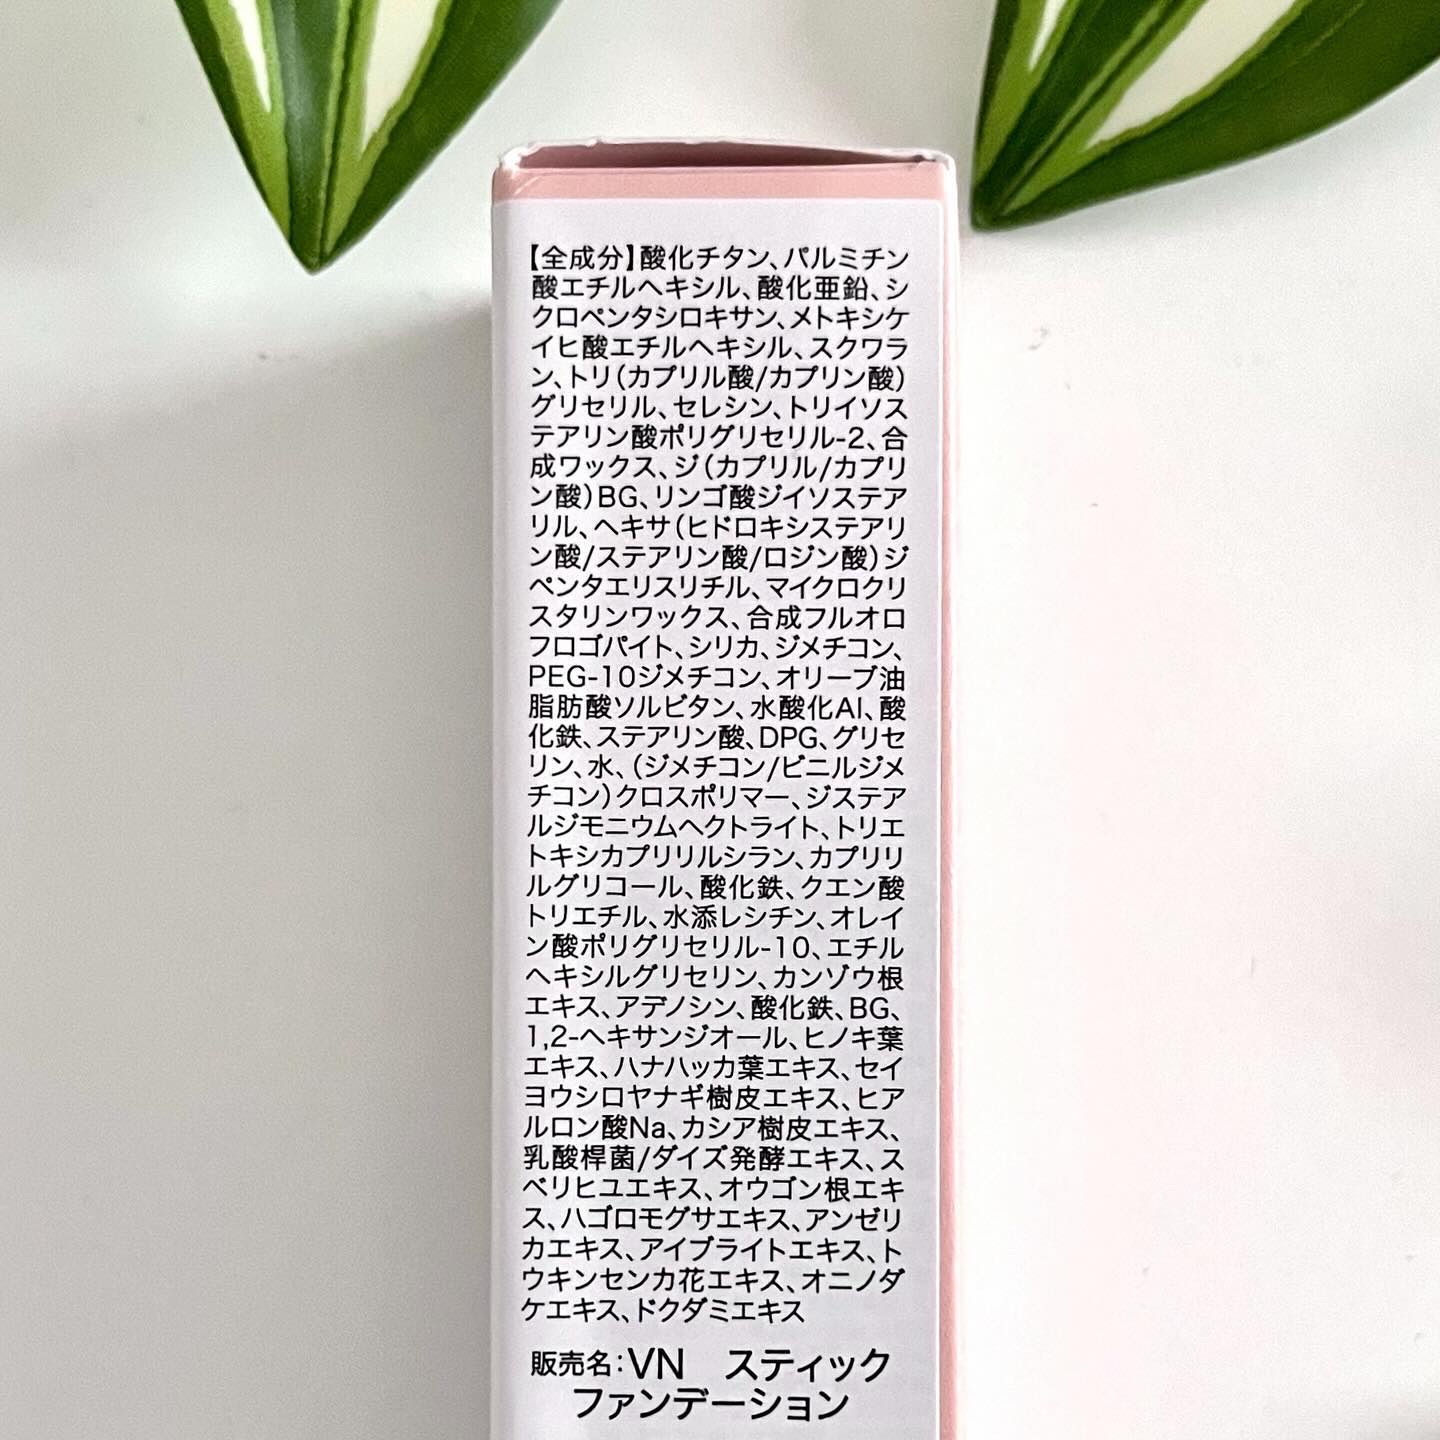 【全成分】酸化チタン、パルミチン
酸エチルヘキシル、酸化亜鉛、シ
クロペンタシロキサン、メトキシケ
イヒ酸エチルヘキシル、スクワラ
ン、トリ(カプリル酸/カプリン酸)
グリセリル、セレシン、トリイソス
テアリン酸ポリグリセリル-2、合
成ワックス、ジ(カプリル/カプリ
ン酸)BG、リンゴ酸ジイソステア
リル、ヘキサ(ヒドロキシステアリ
ン酸/ステアリン酸/ロジン酸)ジ
ペンタエリスリチル、マイクロクリ
スタリンワックス、合成フルオロ
フロゴパイト、シリカ、ジメチコン、
PEG-10ジメチコン、オリーブ油
脂肪酸ソルビタン、水酸化Al、酸
化鉄、ステアリン酸、DPG、グリセ
リン、水、(ジメチコン/ビニルジメ
チコン)クロスポリマー、ジステア
ルジモニウムヘクトライト、トリエ
トキシカプリリルシラン、カプリリ
ルグリコール、酸化鉄、クエン酸
トリエチル、水添レシチン、オレイ
ン酸ポリグリセリル-10、エチル
ヘキシルグリセリン、カンゾウ根
エキス、アデノシン、酸化鉄、BG、
1,2-ヘキサンジオール、ヒノキ葉
エキス、ハナハッカ葉エキス、セイ
ヨウシロヤナギ樹皮エキス、ヒア
ルロン酸Na、カシア樹皮エキス、
乳酸桿菌/ダイズ発酵エキス、ス
ベリヒユエキス、オウゴン根エキ
ス、ハゴロモグサエキス、アンゼリ
カエキス、アイブライトエキス、ト
ウキンセンカ花エキス、オニノダ
ケエキス、ドクダミエキス
販売名:VN スティック
ファンデーション